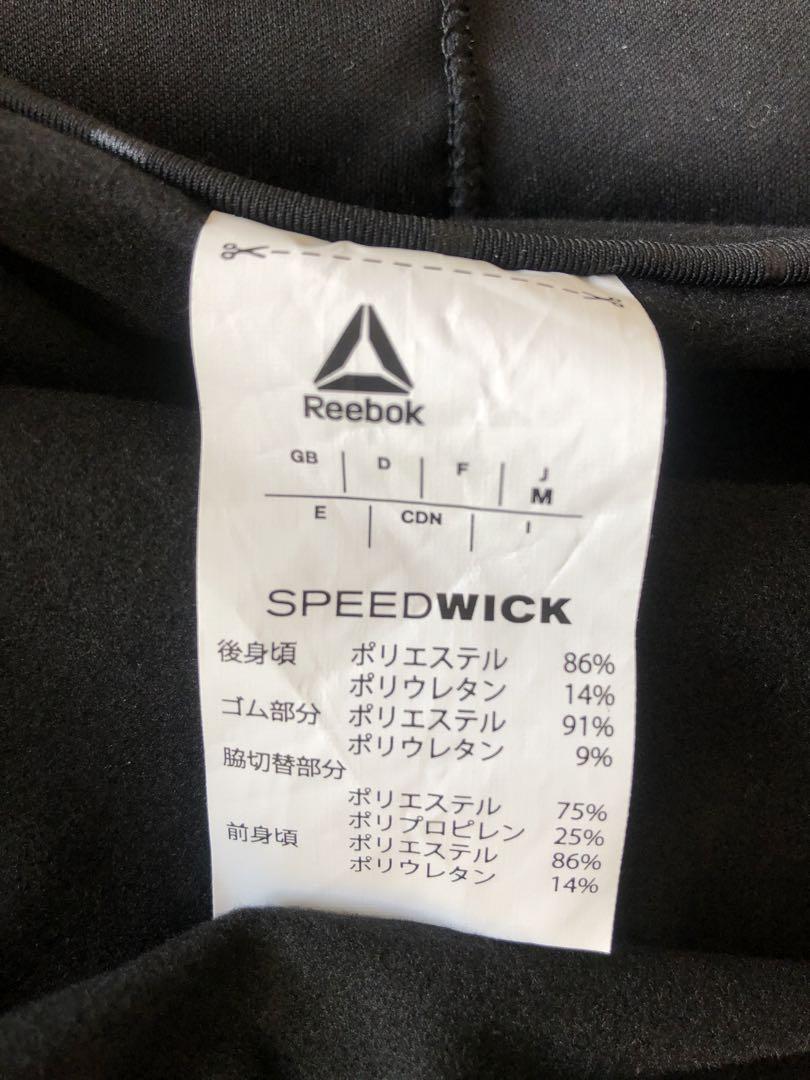 Reebok
GB | D | F | J
M
E | CDN | I
SPEEDWICK
後身頃 ポリエステル 86%
ポリウレタン 14%
ゴム部分 ポリエステル 91%
ポリウレタン 9%
脇切替部分
ポリエステル 75%
ポリプロピレン 25%
前身頃 ポリエステル 86%
ポリウレタン 14%